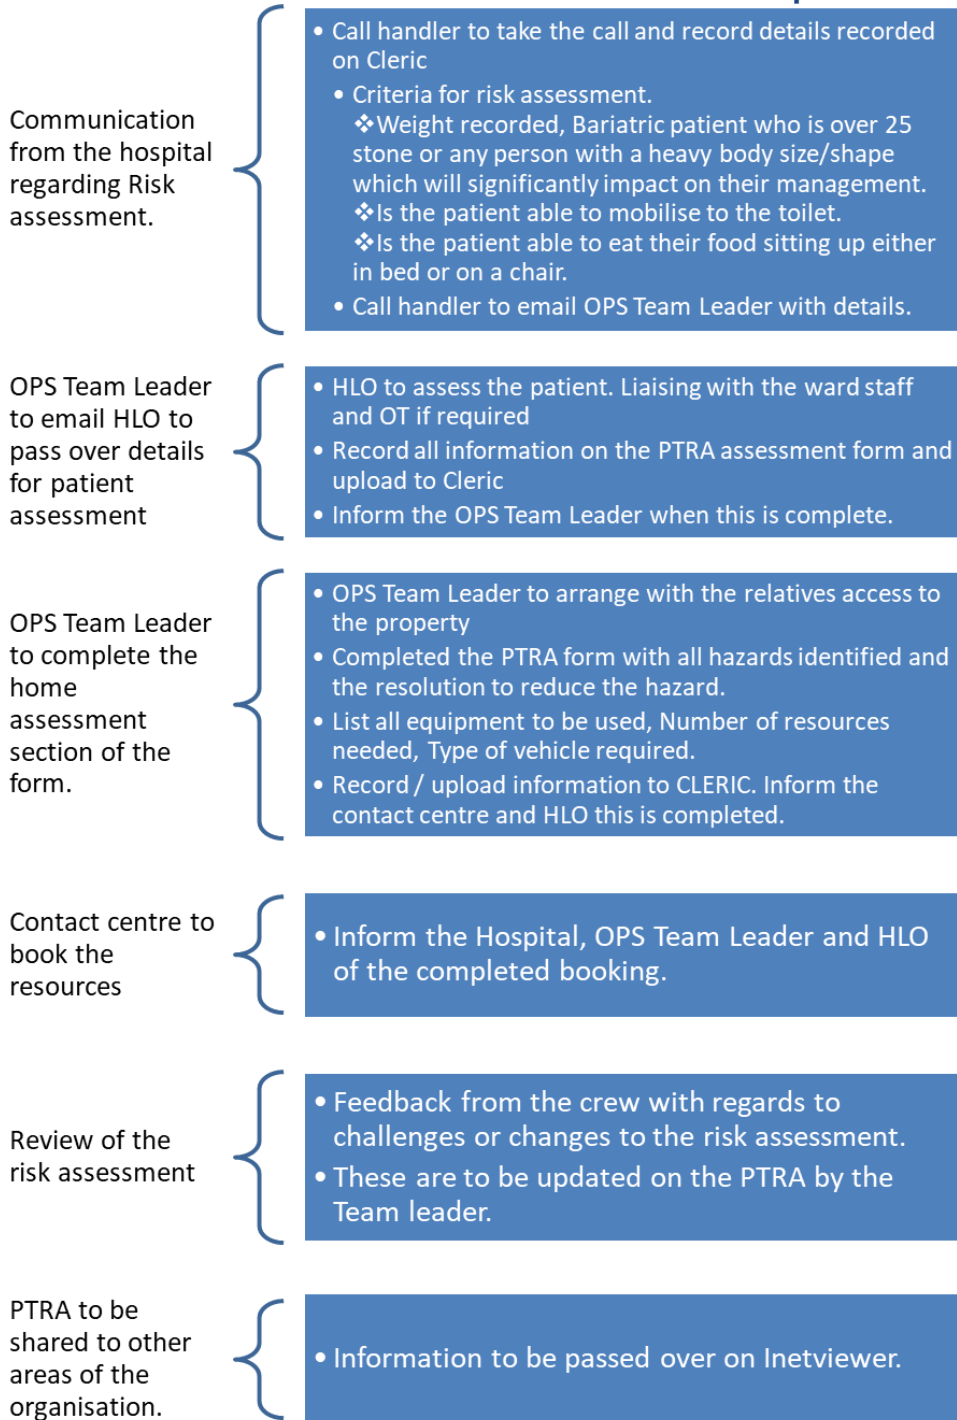 Communication
from the hospital
regarding Risk
assessment.
• Call handler to take the call and record details recorded
on Cleric
• Criteria for risk assessment.
❖Weight recorded, Bariatric patient who is over 25
stone or any person with a heavy body size/shape
which will significantly impact on their management.
❖Is the patient able to mobilise to the toilet.
❖Is the patient able to eat their food sitting up either
in bed or on a chair.
• Call handler to email OPS Team Leader with details.
OPS Team Leader
to email HLO to
pass over details
for patient
assessment
• HLO to assess the patient. Liaising with the ward staff
and OT if required
• Record all information on the PTRA assessment form and
upload to Cleric
• Inform the OPS Team Leader when this is complete.
OPS Team Leader
to complete the
home
assessment
section of the
form.
• OPS Team Leader to arrange with the relatives access to
the property
• Completed the PTRA form with all hazards identified and
the resolution to reduce the hazard.
• List all equipment to be used, Number of resources
needed, Type of vehicle required.
• Record / upload information to CLERIC. Inform the
contact centre and HLO this is completed.
Contact centre to
book the
resources
• Inform the Hospital, OPS Team Leader and HLO
of the completed booking.
Review of the
risk assessment
• Feedback from the crew with regards to
challenges or changes to the risk assessment.
• These are to be updated on the PTRA by the
Team leader.
PTRA to be
shared to other
areas of the
organisation.
• Information to be passed over on Inetviewer.